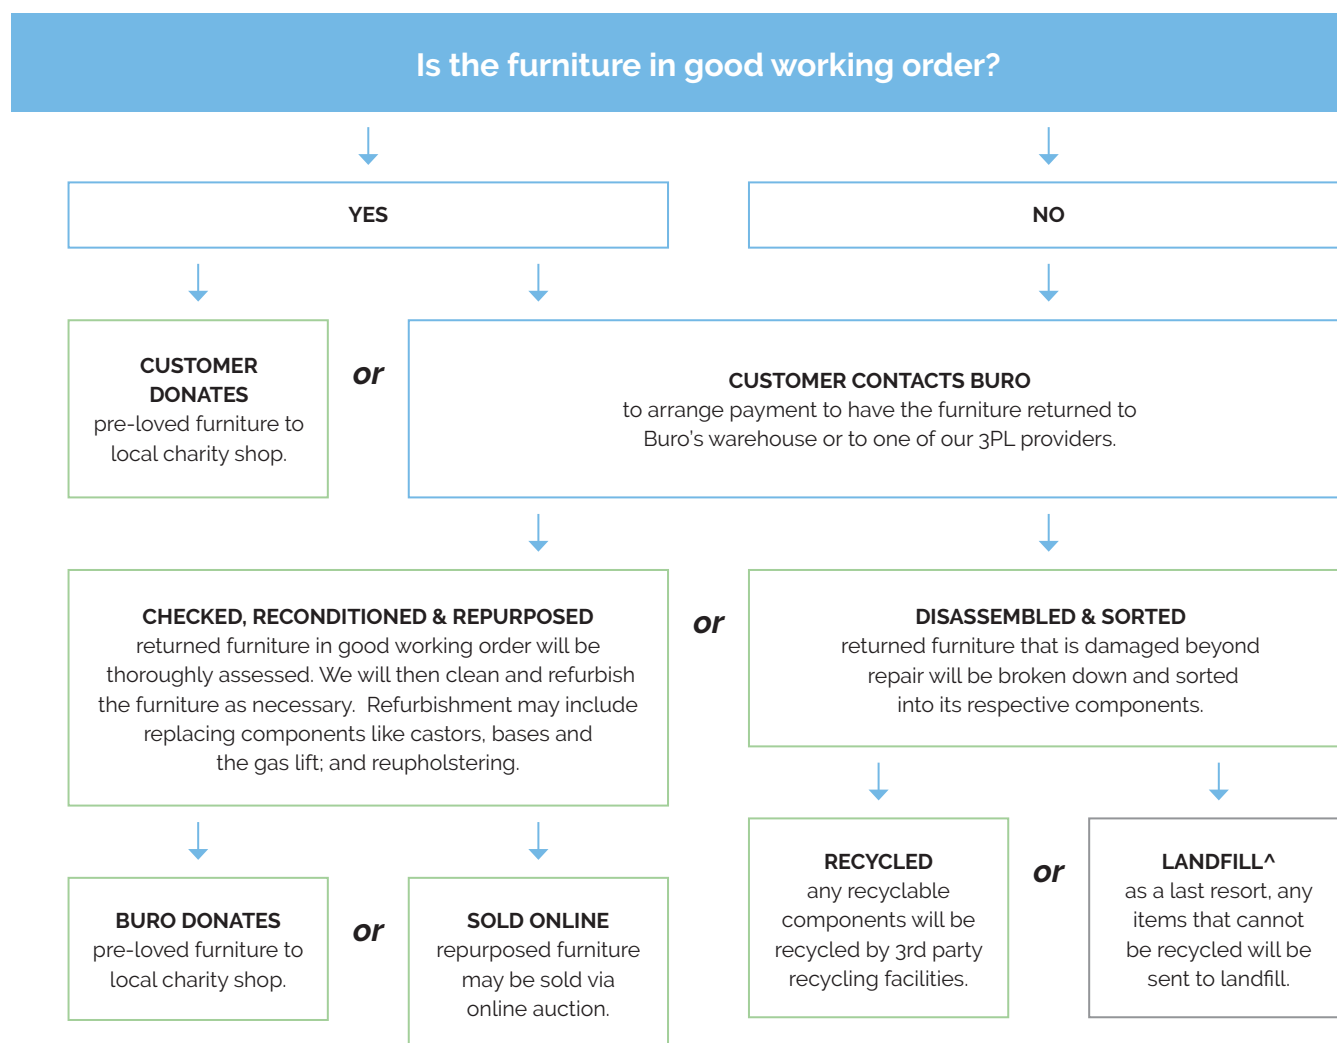 Is the furniture in good working order?
YES
NO
CUSTOMER
DONATES
pre-loved furniture to
local charity shop.
or
CUSTOMER CONTACTS BURO
to arrange payment to have the furniture returned to
Buro's warehouse or to one of our 3PL providers.
CHECKED, RECONDITIONED & REPURPOSED
returned furniture in good working order will be
thoroughly assessed. We will then clean and refurbish
the furniture as necessary.  Refurbishment may include
replacing components like castors, bases and
the gas lift; and reupholstering.
or
DISASSEMBLED & SORTED
returned furniture that is damaged beyond
repair will be broken down and sorted
into its respective components.
BURO DONATES
pre-loved furniture to
local charity shop.
or
SOLD ONLINE
repurposed furniture
may be sold via
online auction.
RECYCLED
any recyclable
components will be
recycled by 3rd party
recycling facilities.
or
LANDFILL^
as a last resort, any
items that cannot
be recycled will be
sent to landfill.